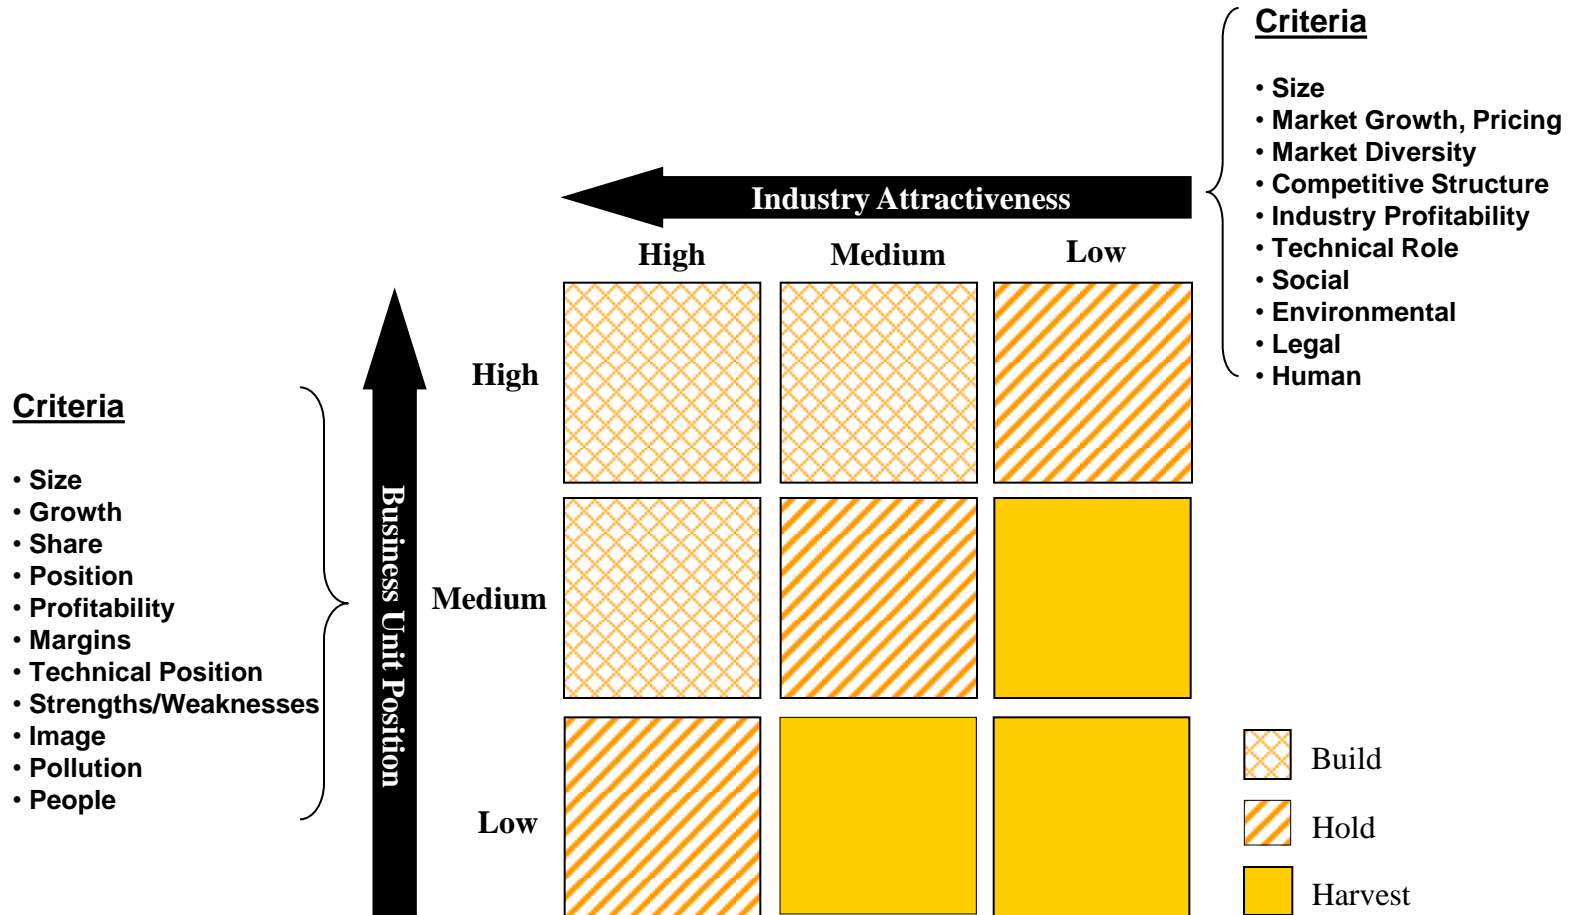 Criteria
• Size
• Market Growth, Pricing
• Market Diversity
• Competitive Structure
• Industry Profitability
• Technical Role
• Social
• Environmental
• Legal
• Human
Industry Attractiveness
High Medium Low
High
Medium
Low
Business Unit Position
Criteria
• Size
• Growth
• Share
• Position
• Profitability
• Margins
• Technical Position
• Strengths/Weaknesses
• Image
• Pollution
• People
Build
Hold
Harvest